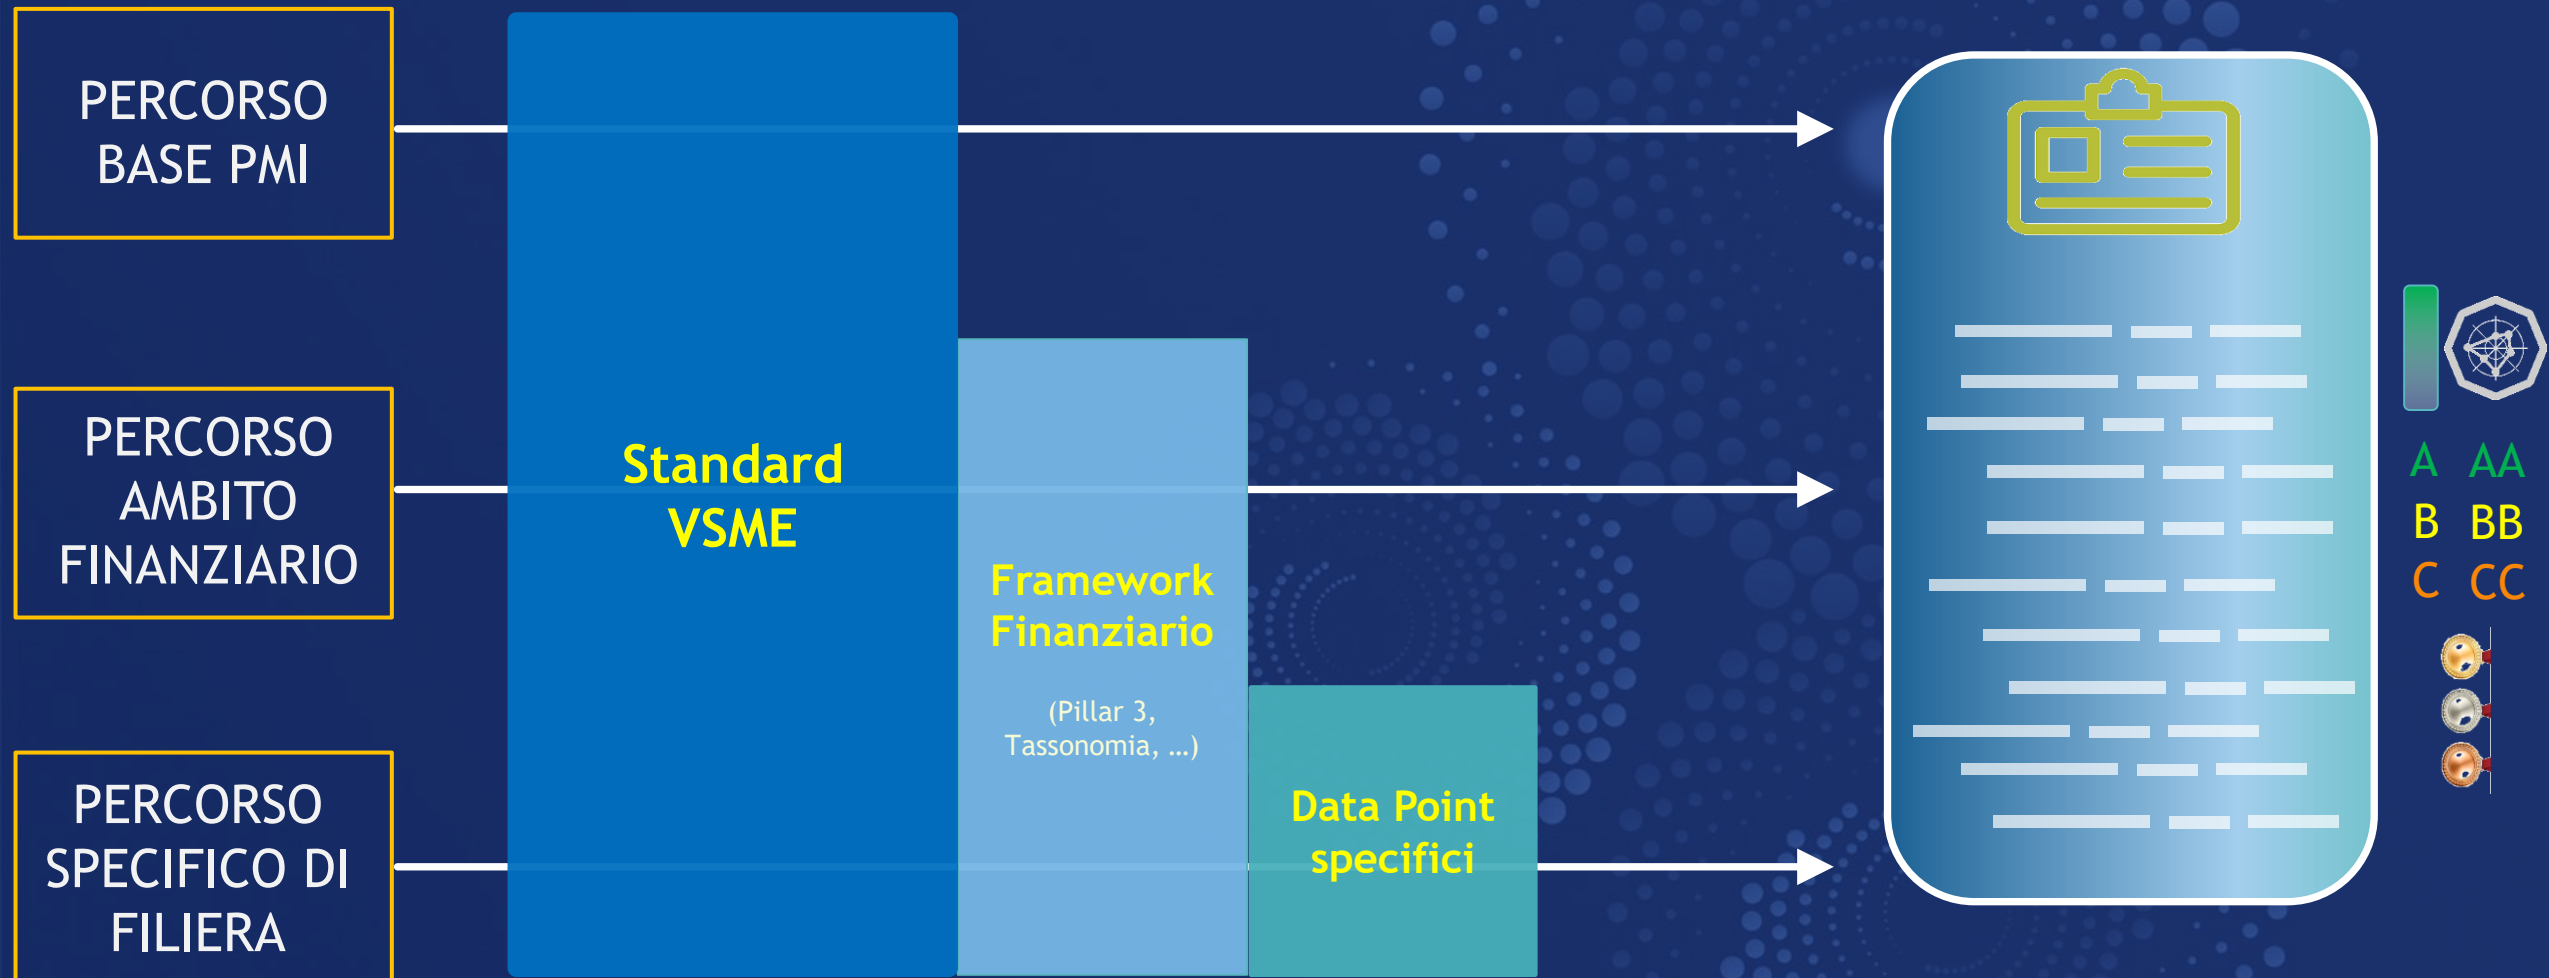 PERCORSO
BASE PMI
PERCORSO
AMBITO
FINANZIARIO
PERCORSO
SPECIFICO DI
FILIERA
Standard
VSME
Framework
Finanziario
(Pillar 3,
Tassonomia, …)
Data Point
specifici
A AA
B BB
C CC